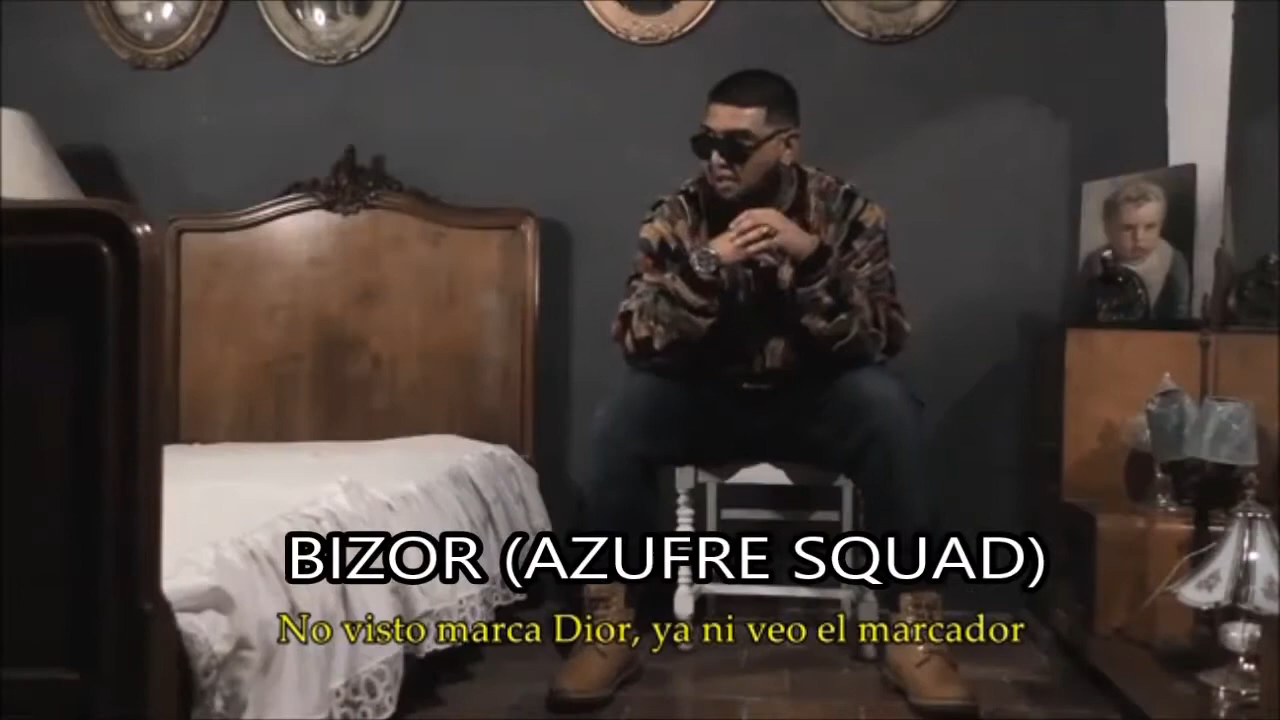 BIZOR (AZUFRE SQUAD)
No visto marca Dior, ya ni veo el marcador